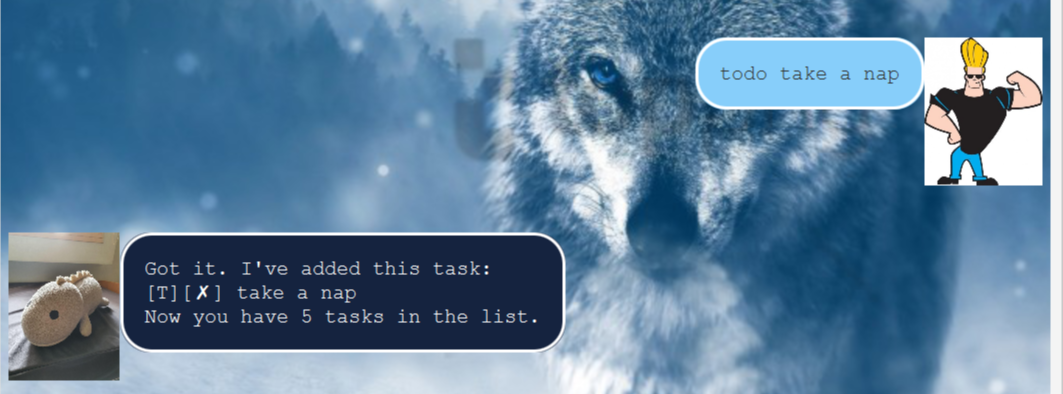 todo take a nap
Got it. I've added this task:
[T][✗] take a nap
Now you have 5 tasks in the list.